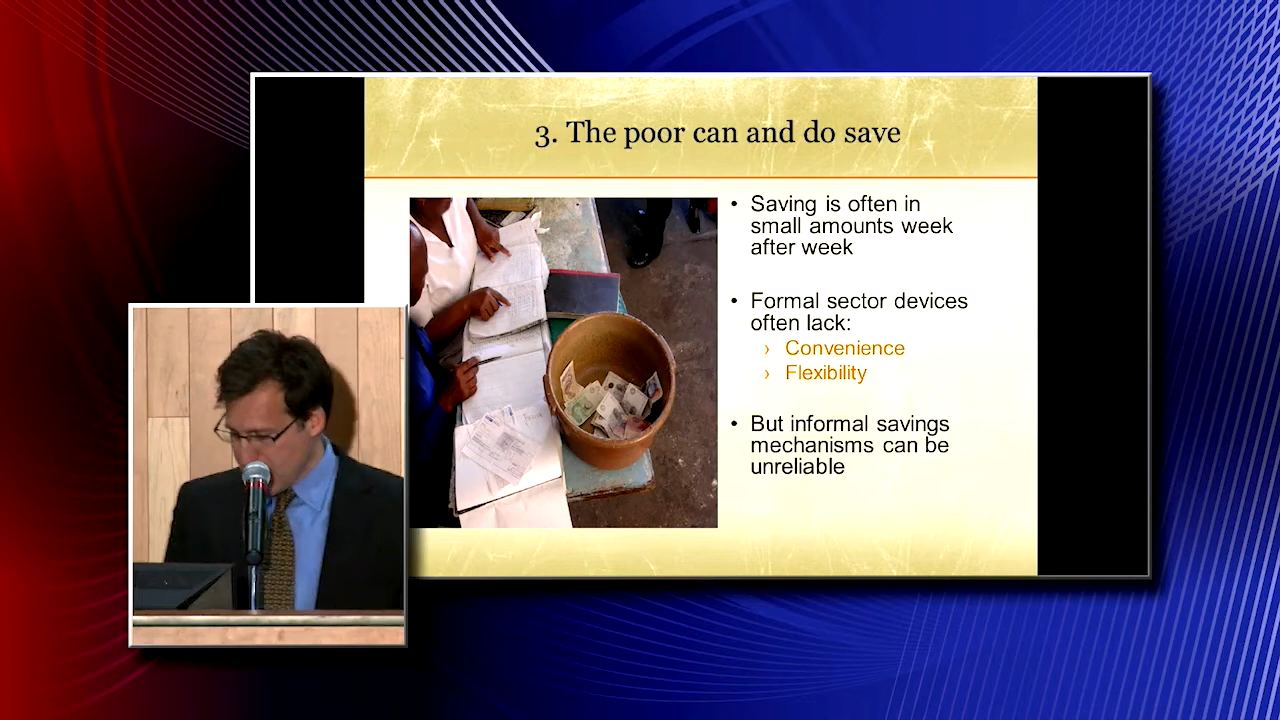 3. The poor can and do save
• Saving is often in
small amounts week
after week
• Formal sector devices
often lack:
› Convenience
› Flexibility
• But informal savings
mechanisms can be
unreliable